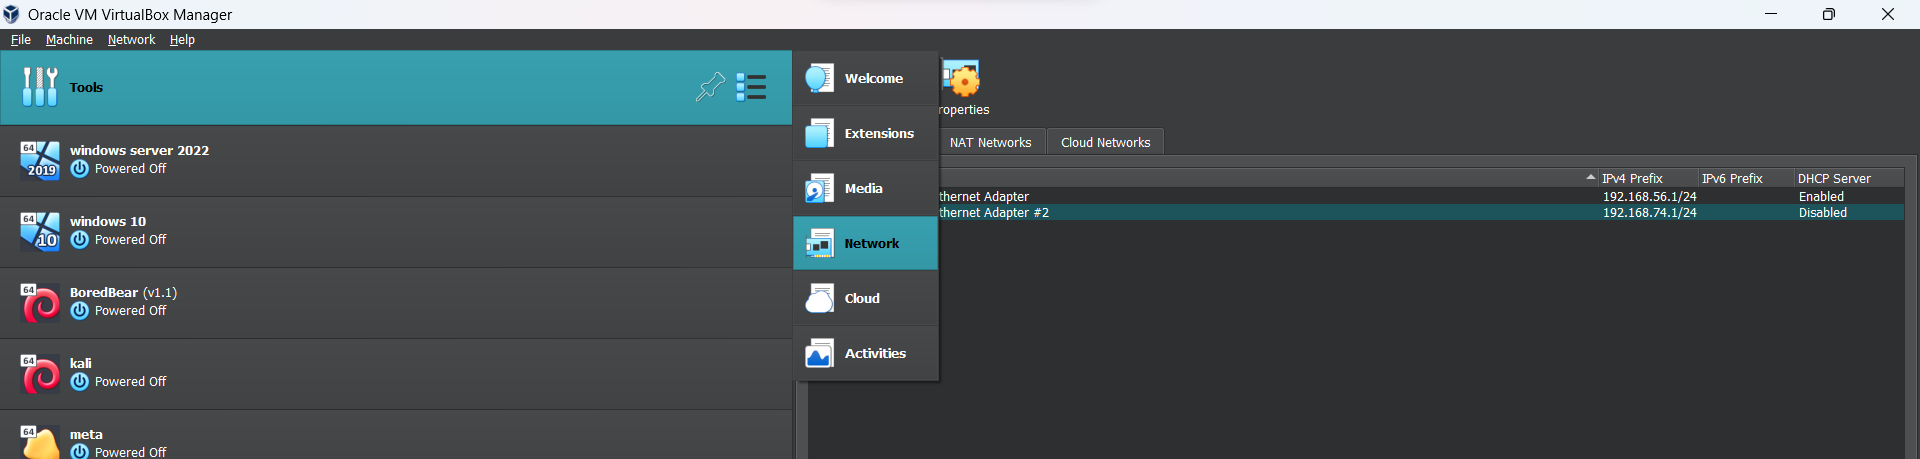 Oracle VM VirtualBox Manager
File Machine Network Help
Tools
Welcome
Extensions
Media
Network
Cloud
Activities
roperties
NAT Networks Cloud Networks
IPv4 Prefix IPv6 Prefix DHCP Server
thernet Adapter 192.168.56.1/24 Enabled
thernet Adapter #2 192.168.74.1/24 Disabled
64
2019
windows server 2022
Powered Off
64
10
windows 10
Powered Off
64
BoredBear (v1.1)
Powered Off
64
kali
Powered Off
64
meta
Powered Off